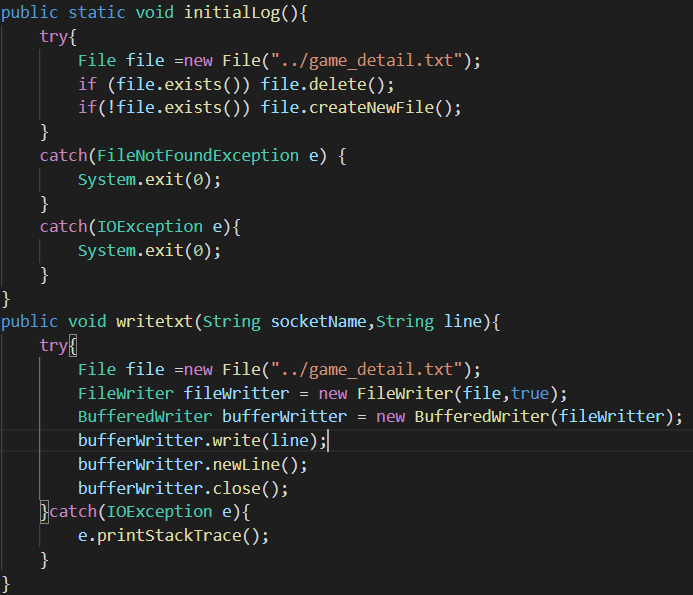 public static void initialLog(){
try{
File file =new File("../game_detail.txt");
if (file.exists()) file.delete();
if(!file.exists()) file.createNewFile();
}
catch(FileNotFoundException e) {
System.exit(0);
}
catch(IOException e){
System.exit(0);
}
}
public void writetxt(String socketName,String line){
try{
File file =new File("../game_detail.txt");
FileWriter fileWritter = new FileWriter(file,true);
BufferedWriter bufferWritter = new BufferedWriter(fileWritter);
bufferWritter.write(line);
bufferWritter.newLine();
bufferWritter.close();
}catch(IOException e){
e.printStackTrace();
}
}